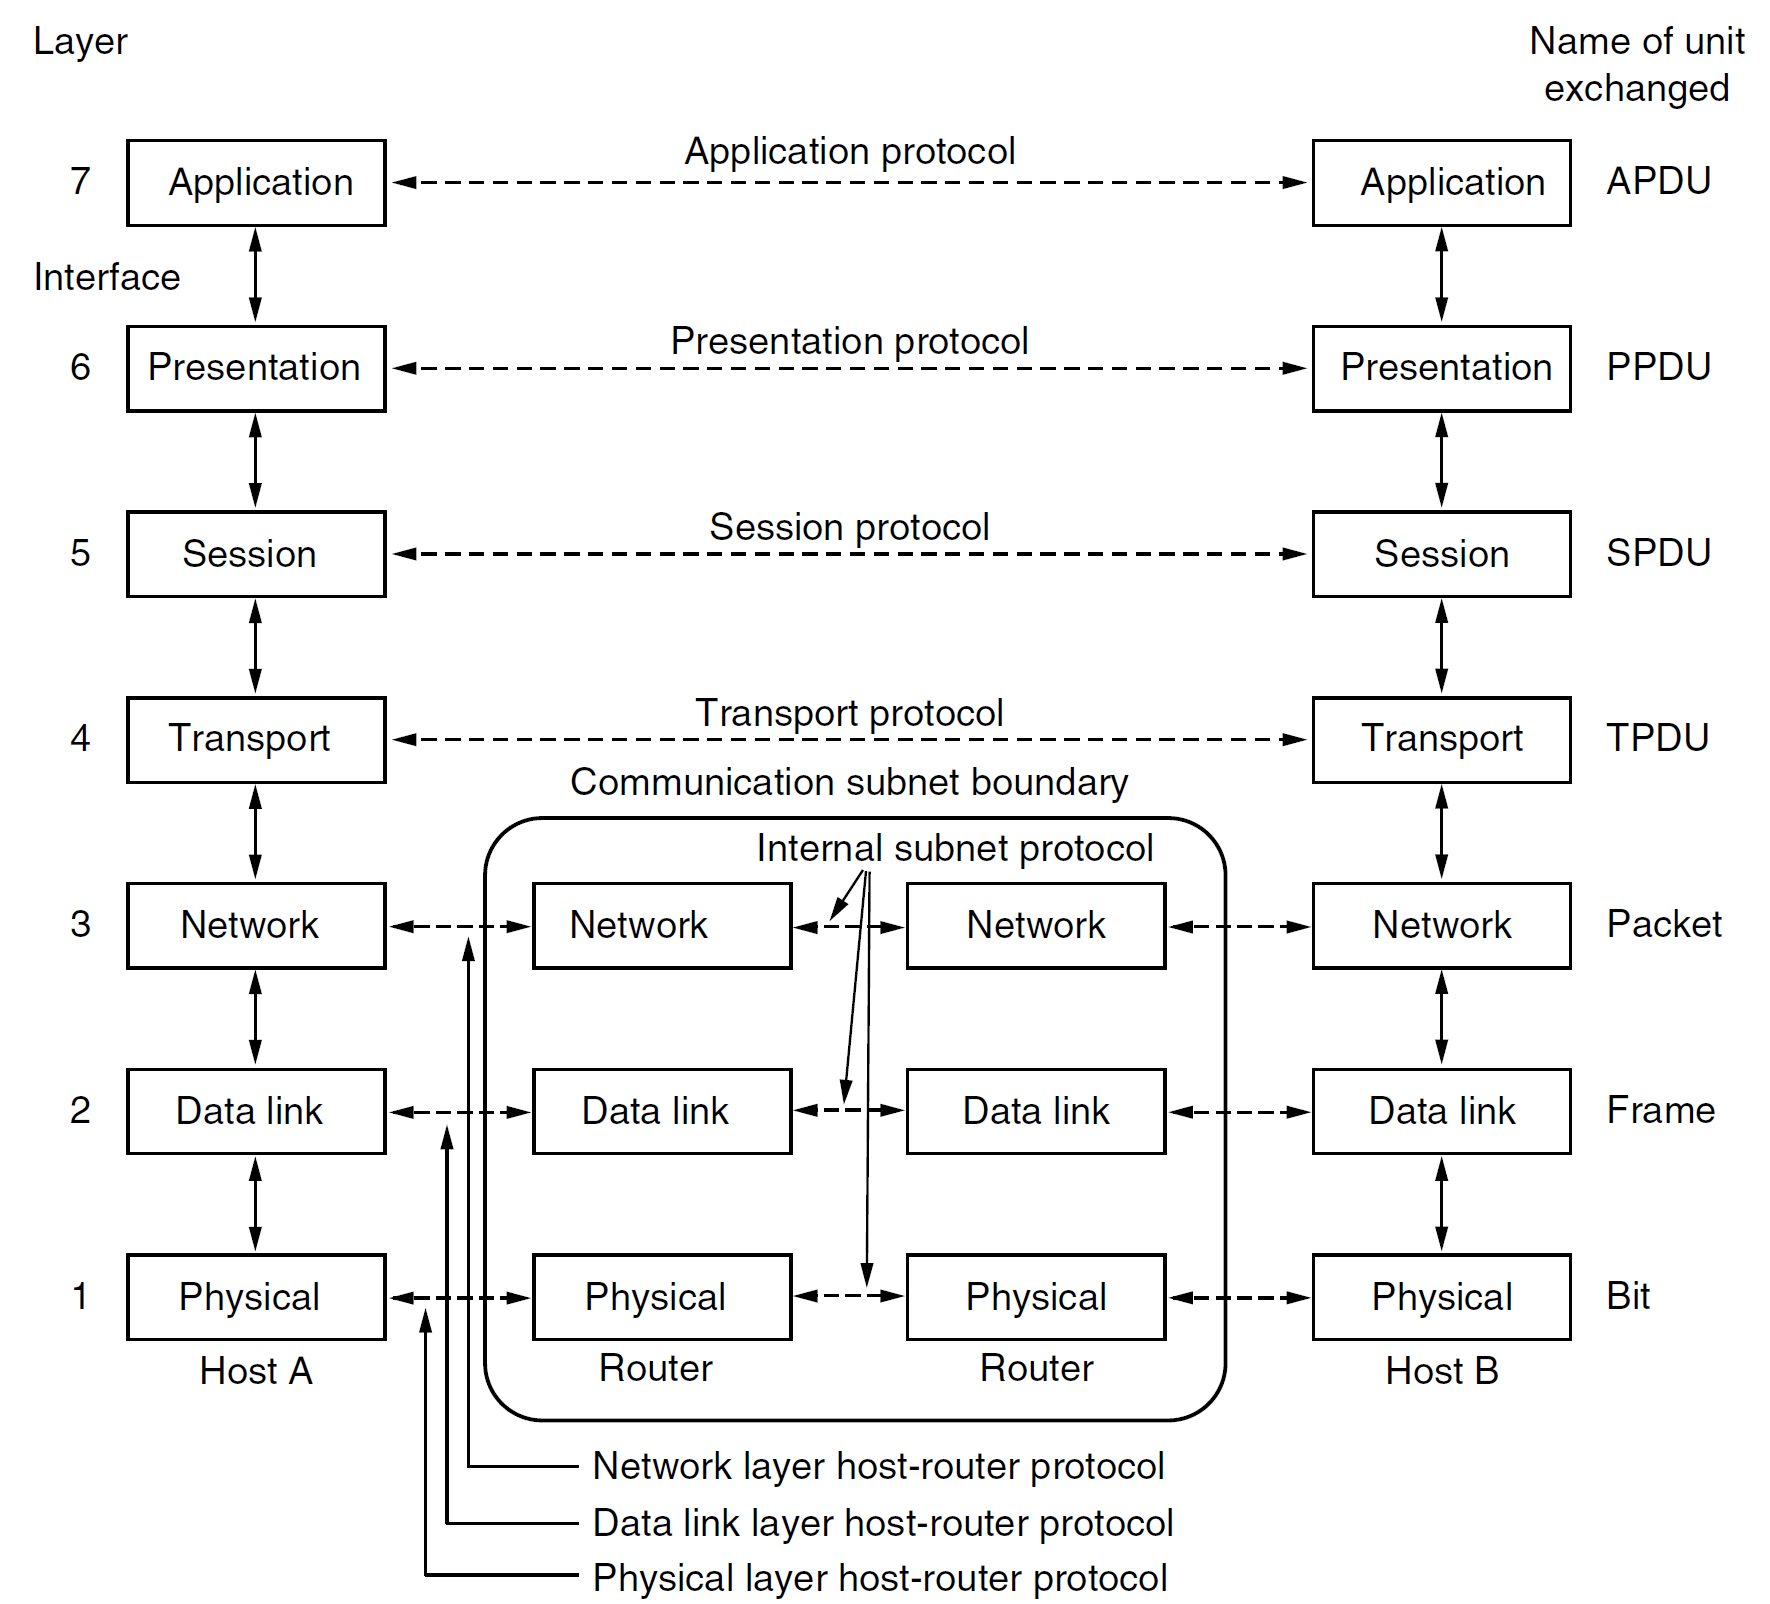 Layer
Name of unit
exchanged
7 Application Application protocol Application APDU
Interface
6 Presentation Presentation protocol Presentation PPDU
5 Session Session protocol Session SPDU
4 Transport Transport protocol Transport TPDU
Communication subnet boundary
Internal subnet protocol
3 Network Network Network Network Packet
2 Data link Data link Data link Data link Frame
1 Physical Physical Physical Physical Bit
Host A Router Router Host B
Network layer host-router protocol
Data link layer host-router protocol
Physical layer host-router protocol